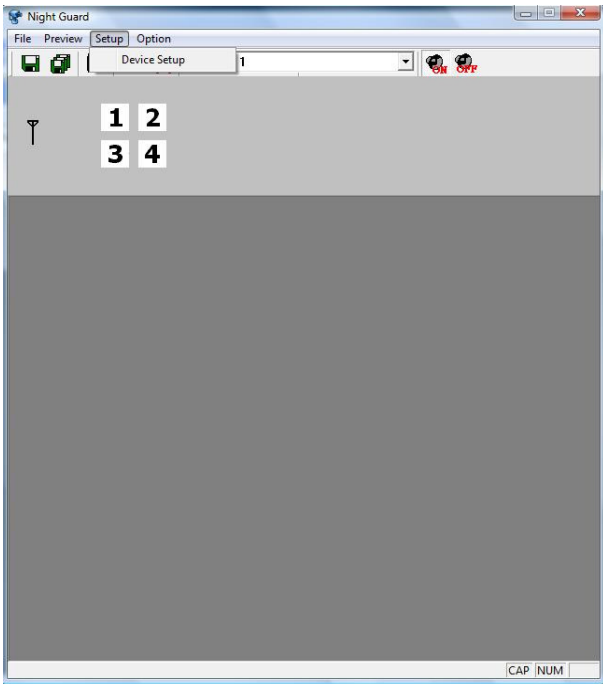 Night Guard
File Preview Setup Option
Device Setup
1
ON OFF
1 2
3 4
CAP NUM